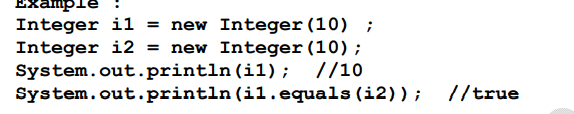 Example :
Integer i1 = new Integer(10) ;
Integer i2 = new Integer(10);
System.out.println(i1); //10
System.out.println(i1.equals(i2)); //true